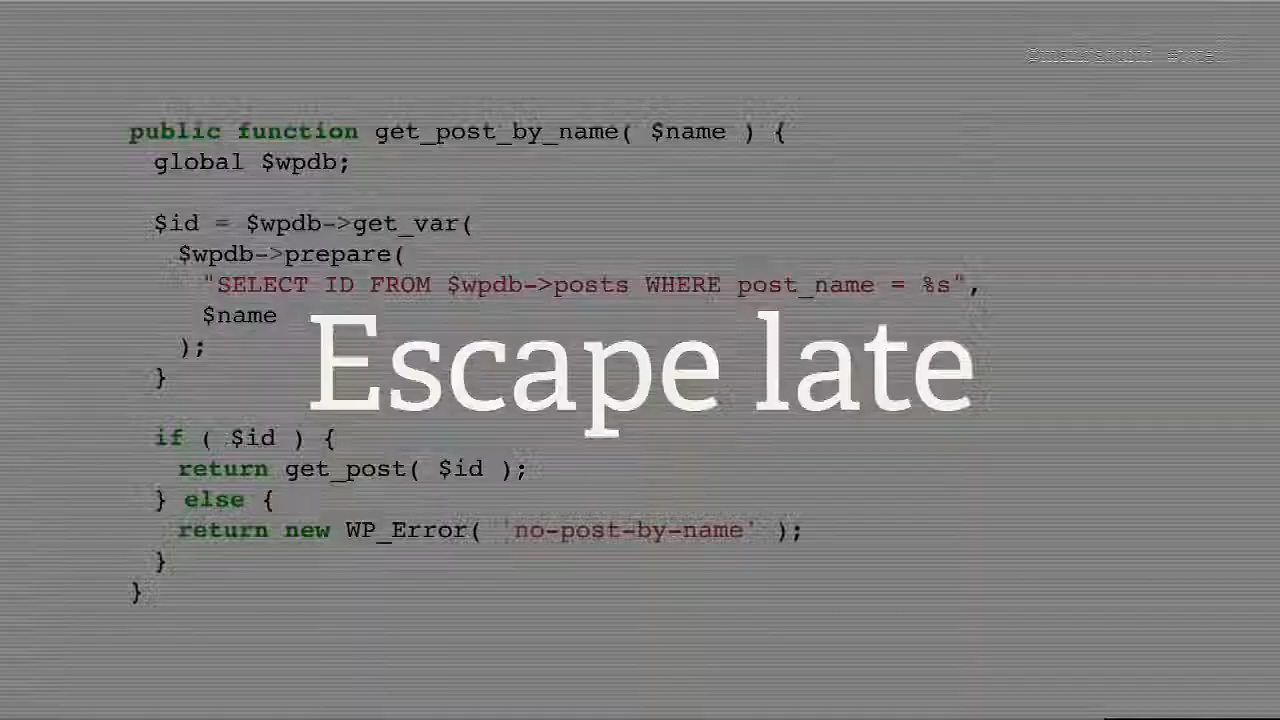 public function get_post_by_name( $name ) {
global $wpdb;
$id = $wpdb->get_var(
$wpdb->prepare(
"SELECT ID FROM $wpdb->posts WHERE post_name = %s",
$name
);
}
Escape late
if ( $id ) {
return get_post( $id );
} else {
return new WP_Error( 'no-post-by-name' );
}
}